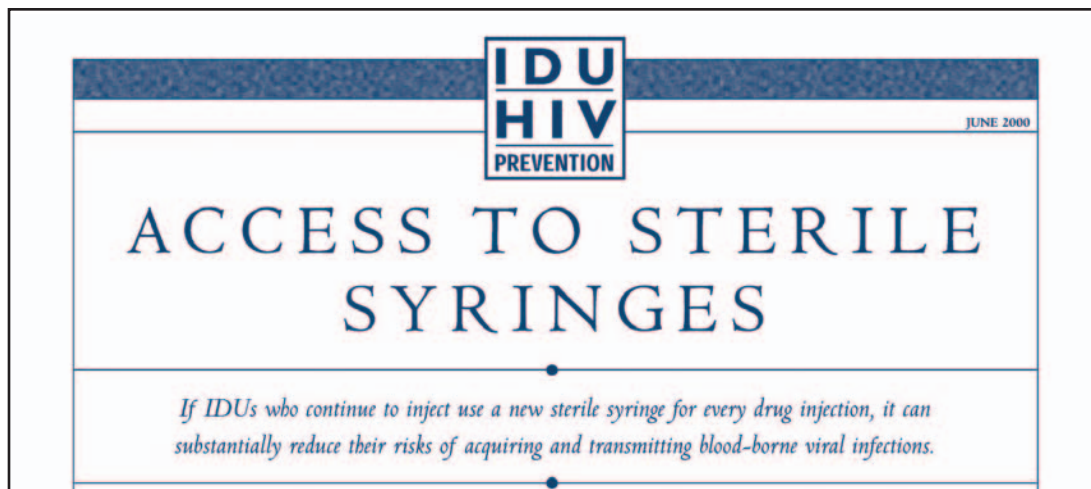 IDU
HIV
PREVENTION
JUNE 2000
ACCESS TO STERILE
SYRINGES
If IDUs who continue to inject use a new sterile syringe for every drug injection, it can
substantially reduce their risks of acquiring and transmitting blood-borne viral infections.